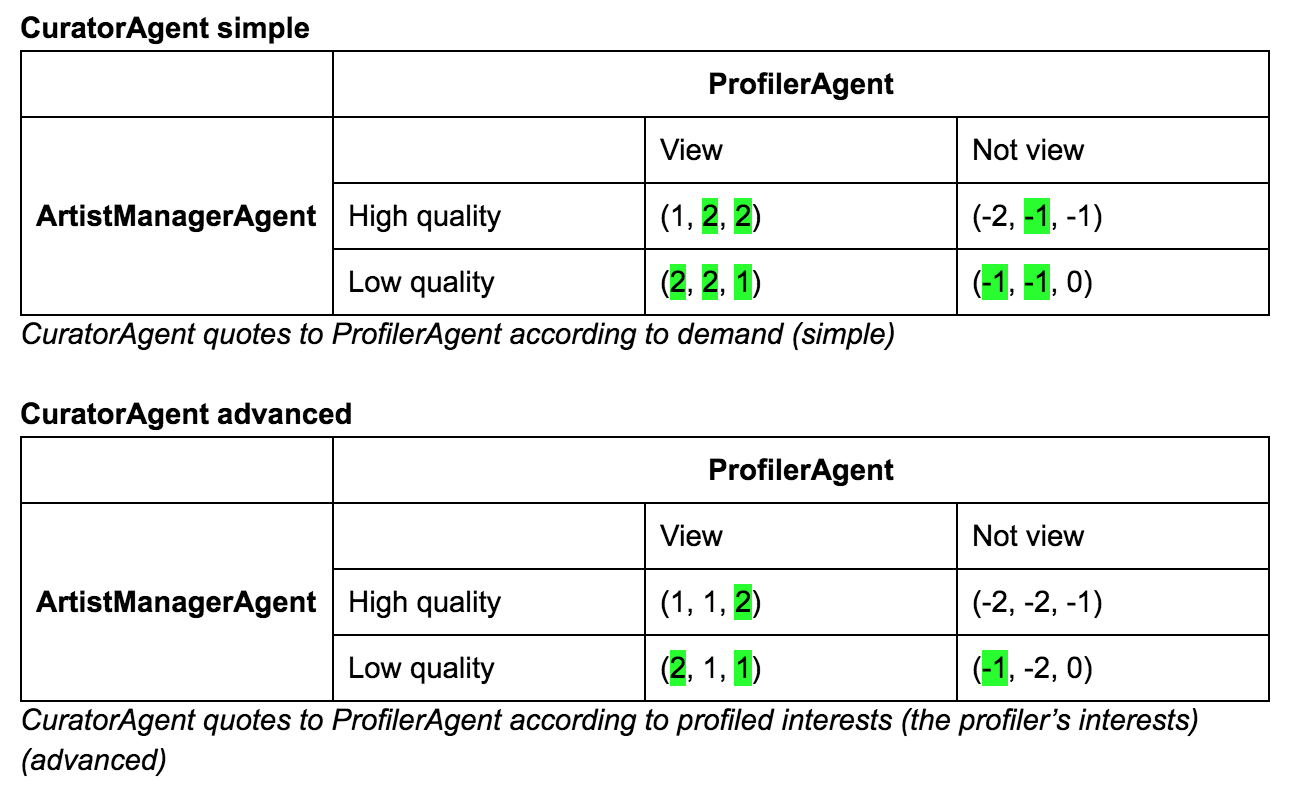 CuratorAgent simple
ProfilerAgent
View Not view
ArtistManagerAgent High quality (1, 2, 2) (-2, -1, -1)
Low quality (2, 2, 1) (-1, -1, 0)
CuratorAgent quotes to ProfilerAgent according to demand (simple)
CuratorAgent advanced
ProfilerAgent
View Not view
ArtistManagerAgent High quality (1, 1, 2) (-2, -2, -1)
Low quality (2, 1, 1) (-1, -2, 0)
CuratorAgent quotes to ProfilerAgent according to profiled interests (the profiler’s interests)
(advanced)